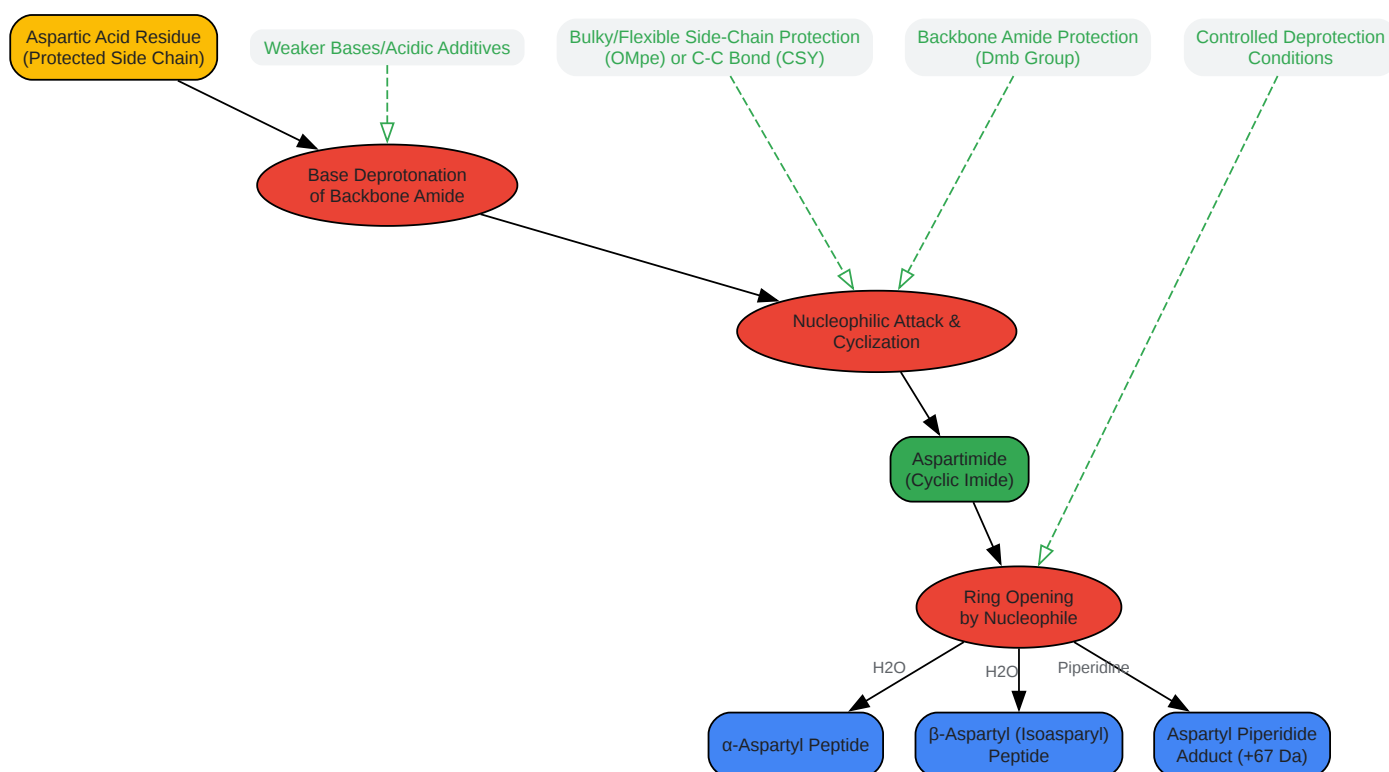 Aspartic Acid Residue
(Protected Side Chain)
Weaker Bases/Acidic Additives
Bulky/Flexible Side-Chain Protection
(OMpe) or C-C Bond (CSY)
Backbone Amide Protection
(Dmb Group)
Controlled Deprotection
Conditions
Base Deprotonation
of Backbone Amide
Nucleophilic Attack &
Cyclization
Aspartimide
(Cyclic Imide)
Ring Opening
by Nucleophile
H2O
H2O
Piperidine
α-Aspartyl Peptide
β-Aspartyl (Isoasparyl)
Peptide
Aspartyl Piperidide
Adduct (+67 Da)